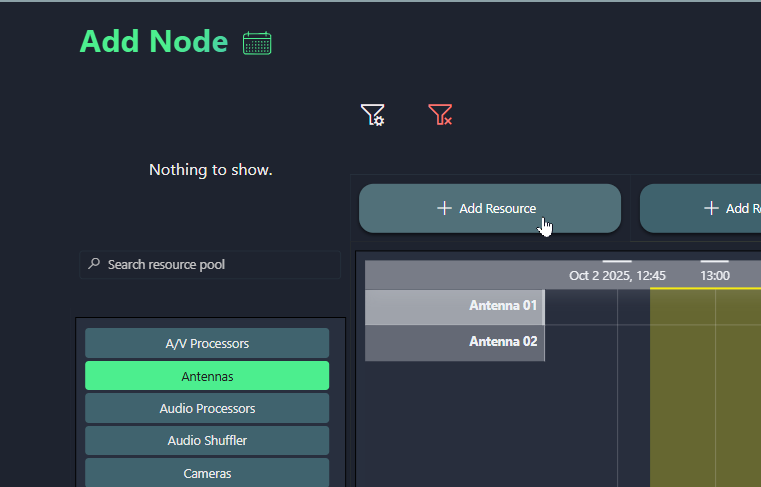 Add Node
Nothing to show.
Add Resource
Add R
Search resource pool
Oct 2 2025, 12:45
13:00
Antenna 01
Antenna 02
A/V Processors
Antennas
Audio Processors
Audio Shuffler
Cameras